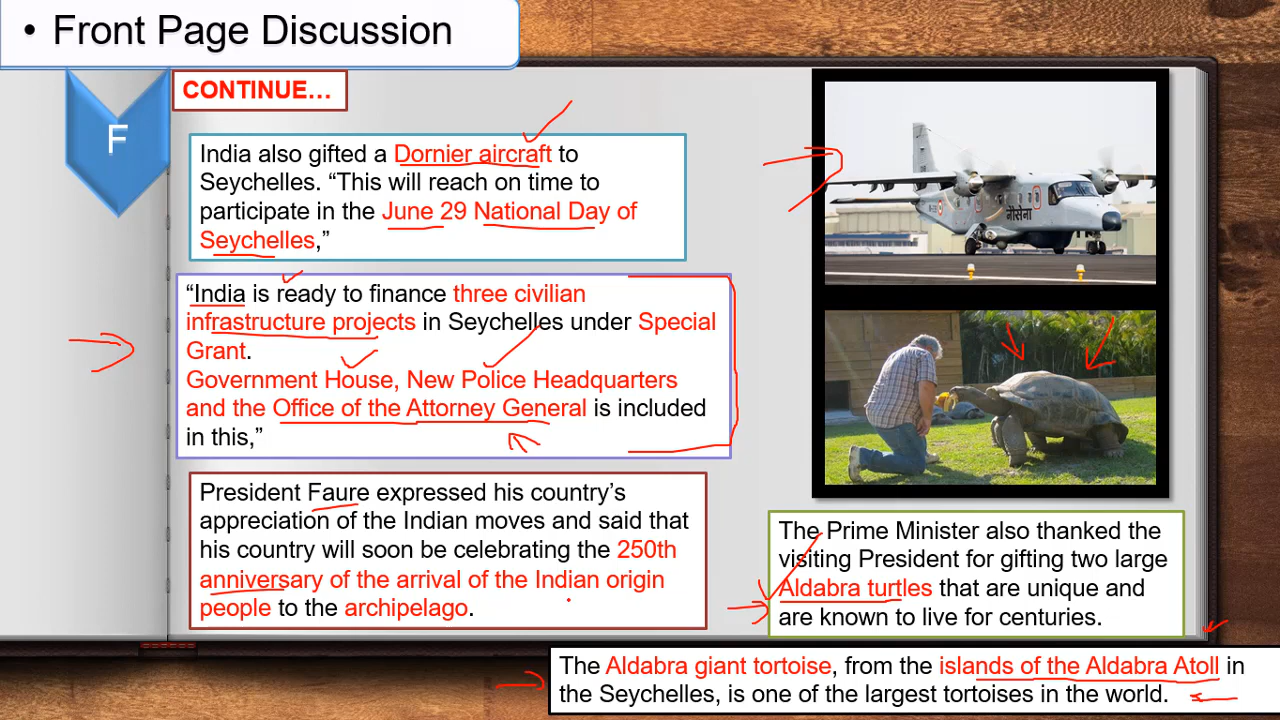 • Front Page Discussion
CONTINUE…
F
India also gifted a Dornier aircraft to
Seychelles. “This will reach on time to
participate in the June 29 National Day of
Seychelles,”
“India is ready to finance three civilian
infrastructure projects in Seychelles under Special
Grant.
Government House, New Police Headquarters
and the Office of the Attorney General is included
in this,”
President Faure expressed his country’s
appreciation of the Indian moves and said that
his country will soon be celebrating the 250th
anniversary of the arrival of the Indian origin
people to the archipelago.
नौसेना
The Prime Minister also thanked the
visiting President for gifting two large
Aldabra turtles that are unique and
are known to live for centuries.
The Aldabra giant tortoise, from the islands of the Aldabra Atoll in
the Seychelles, is one of the largest tortoises in the world.